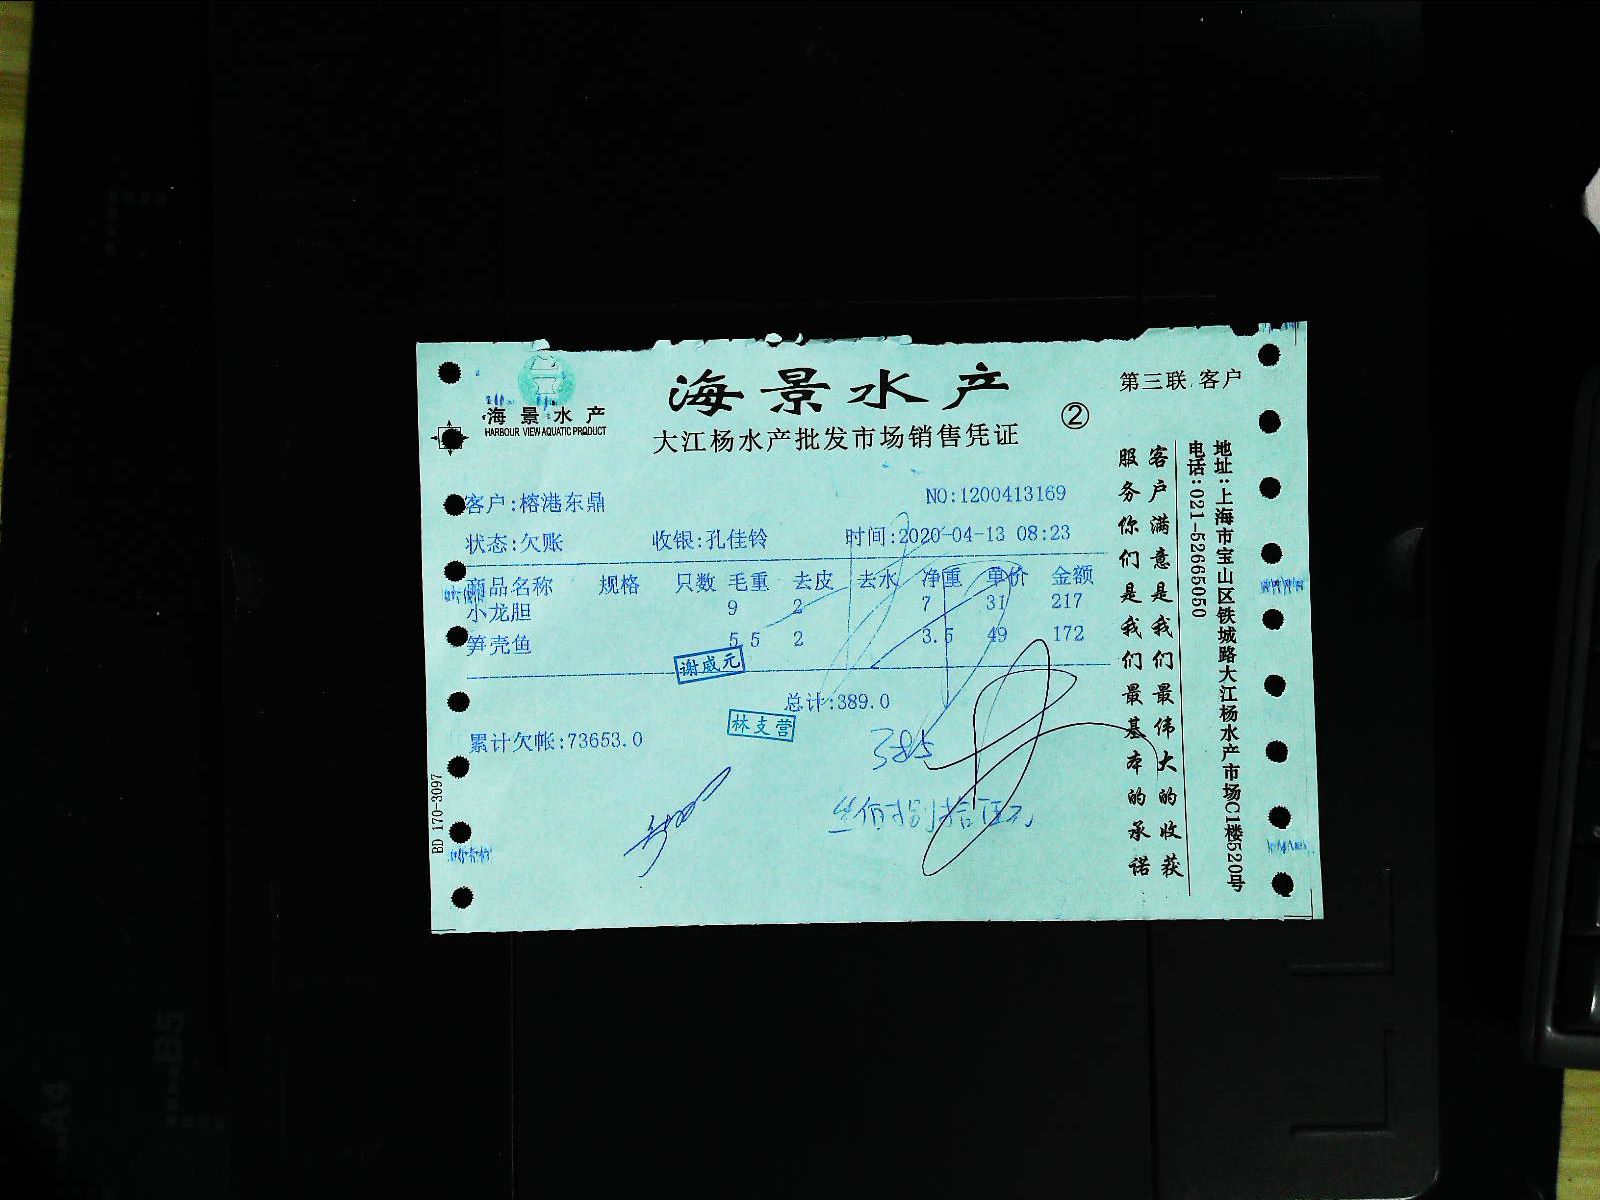 海景水产
HARBOUR VIEW AQUATIC PRODUCT
海景水产
大江杨水产批发市场销售凭证
②
第三联 客户
客户:榕港东鼎
NO:1200413169
状态:欠账 收银:孔佳铃 时间:2020-04-13 08:23
商品名称 规格 只数 毛重 去皮 去水 净重 单价 金额
小龙胆 9 2 7 31 217
笋壳鱼 5.5 2 3.5 49 172
谢威元
总计:389.0
林支营
累计欠帐:73653.0
385
BD 170-3097
客户满意是我们最伟大的收获
服务你们是我们最基本的承诺
地址:上海市宝山区铁城路大江杨水产市场C1楼520号
电话:021-52665050